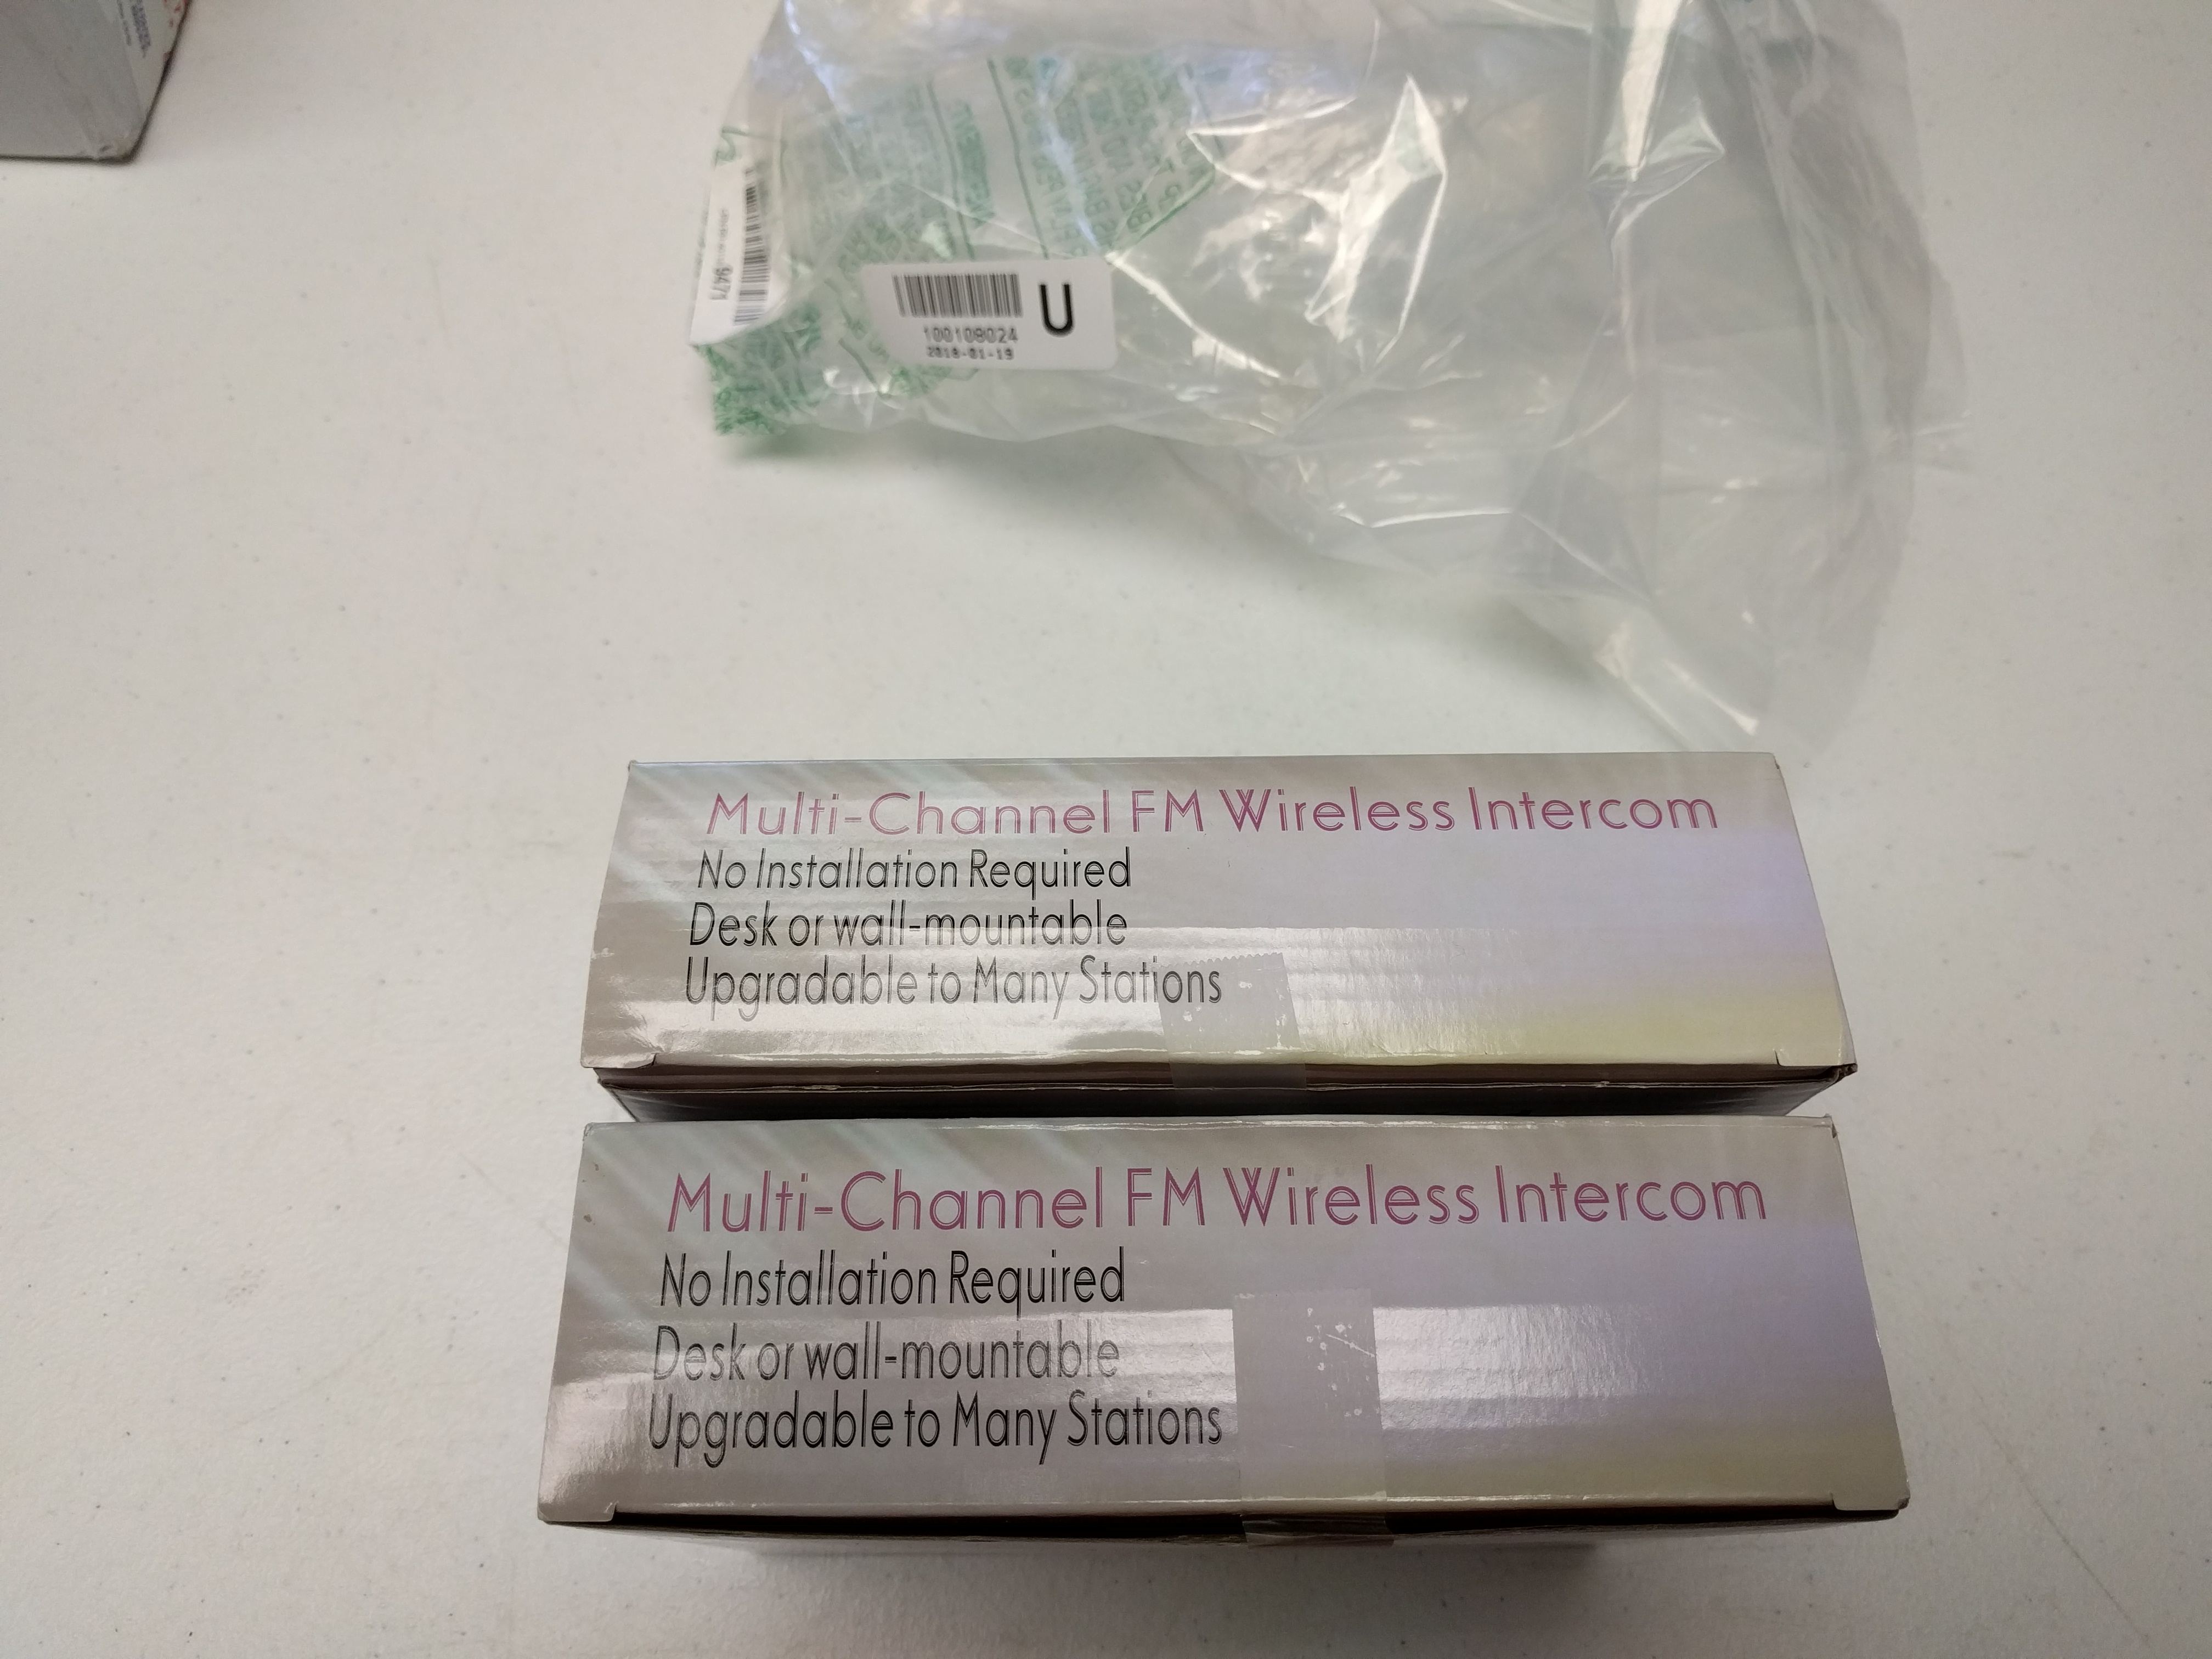 9471
U
100108024
2018-01-19
Multi-Channel FM Wireless Intercom
No Installation Required
Desk or wall-mountable
Upgradable to Many Stations
Multi-Channel FM Wireless Intercom
No Installation Required
Desk or wall-mountable
Upgradable to Many Stations